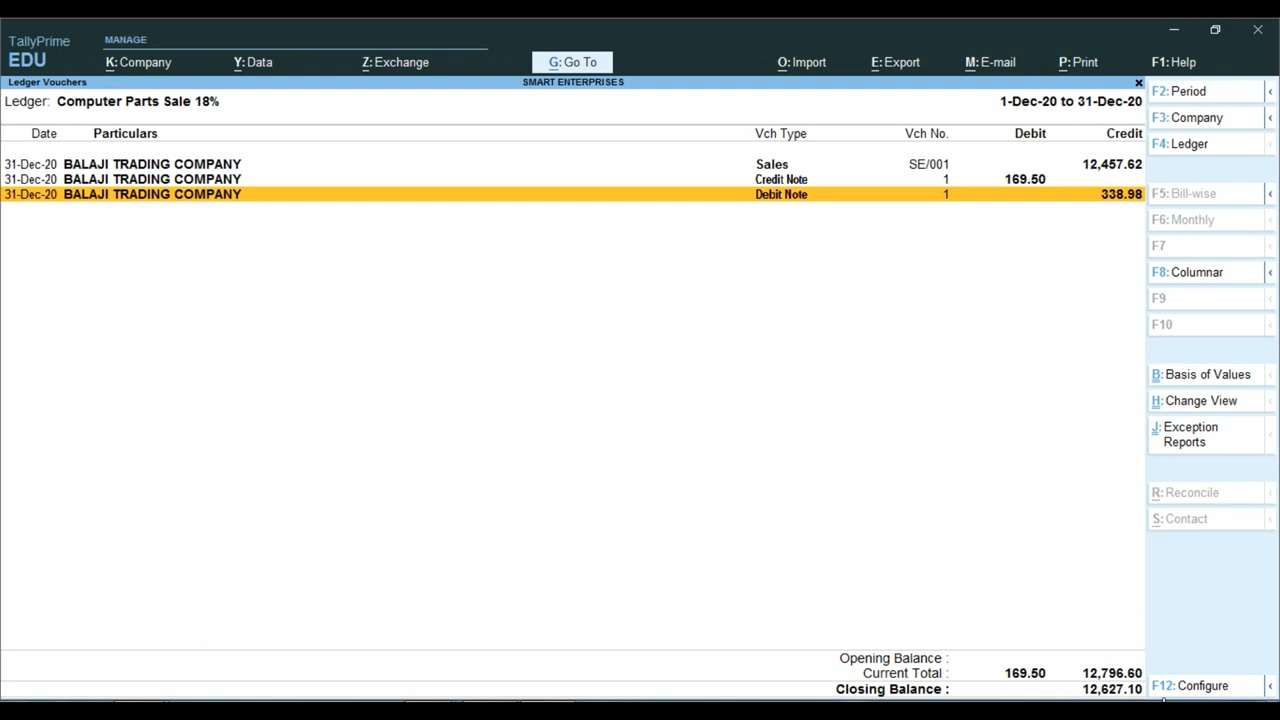 TallyPrime
EDU
MANAGE
K: Company Y: Data Z: Exchange G: Go To O: Import E: Export M: E-mail P: Print F1: Help
Ledger Vouchers SMART ENTERPRISES ×
Ledger: Computer Parts Sale 18% 1-Dec-20 to 31-Dec-20
Date Particulars Vch Type Vch No. Debit Credit
31-Dec-20 BALAJI TRADING COMPANY Sales SE/001 12,457.62
31-Dec-20 BALAJI TRADING COMPANY Credit Note 1 169.50
31-Dec-20 BALAJI TRADING COMPANY Debit Note 1 338.98
Opening Balance :
Current Total : 169.50 12,796.60
Closing Balance : 12,627.10
F2: Period
F3: Company
F4: Ledger
F5: Bill-wise
F6: Monthly
F7
F8: Columnar
F9
F10
B: Basis of Values
H: Change View
J: Exception
Reports
R: Reconcile
S: Contact
F12: Configure